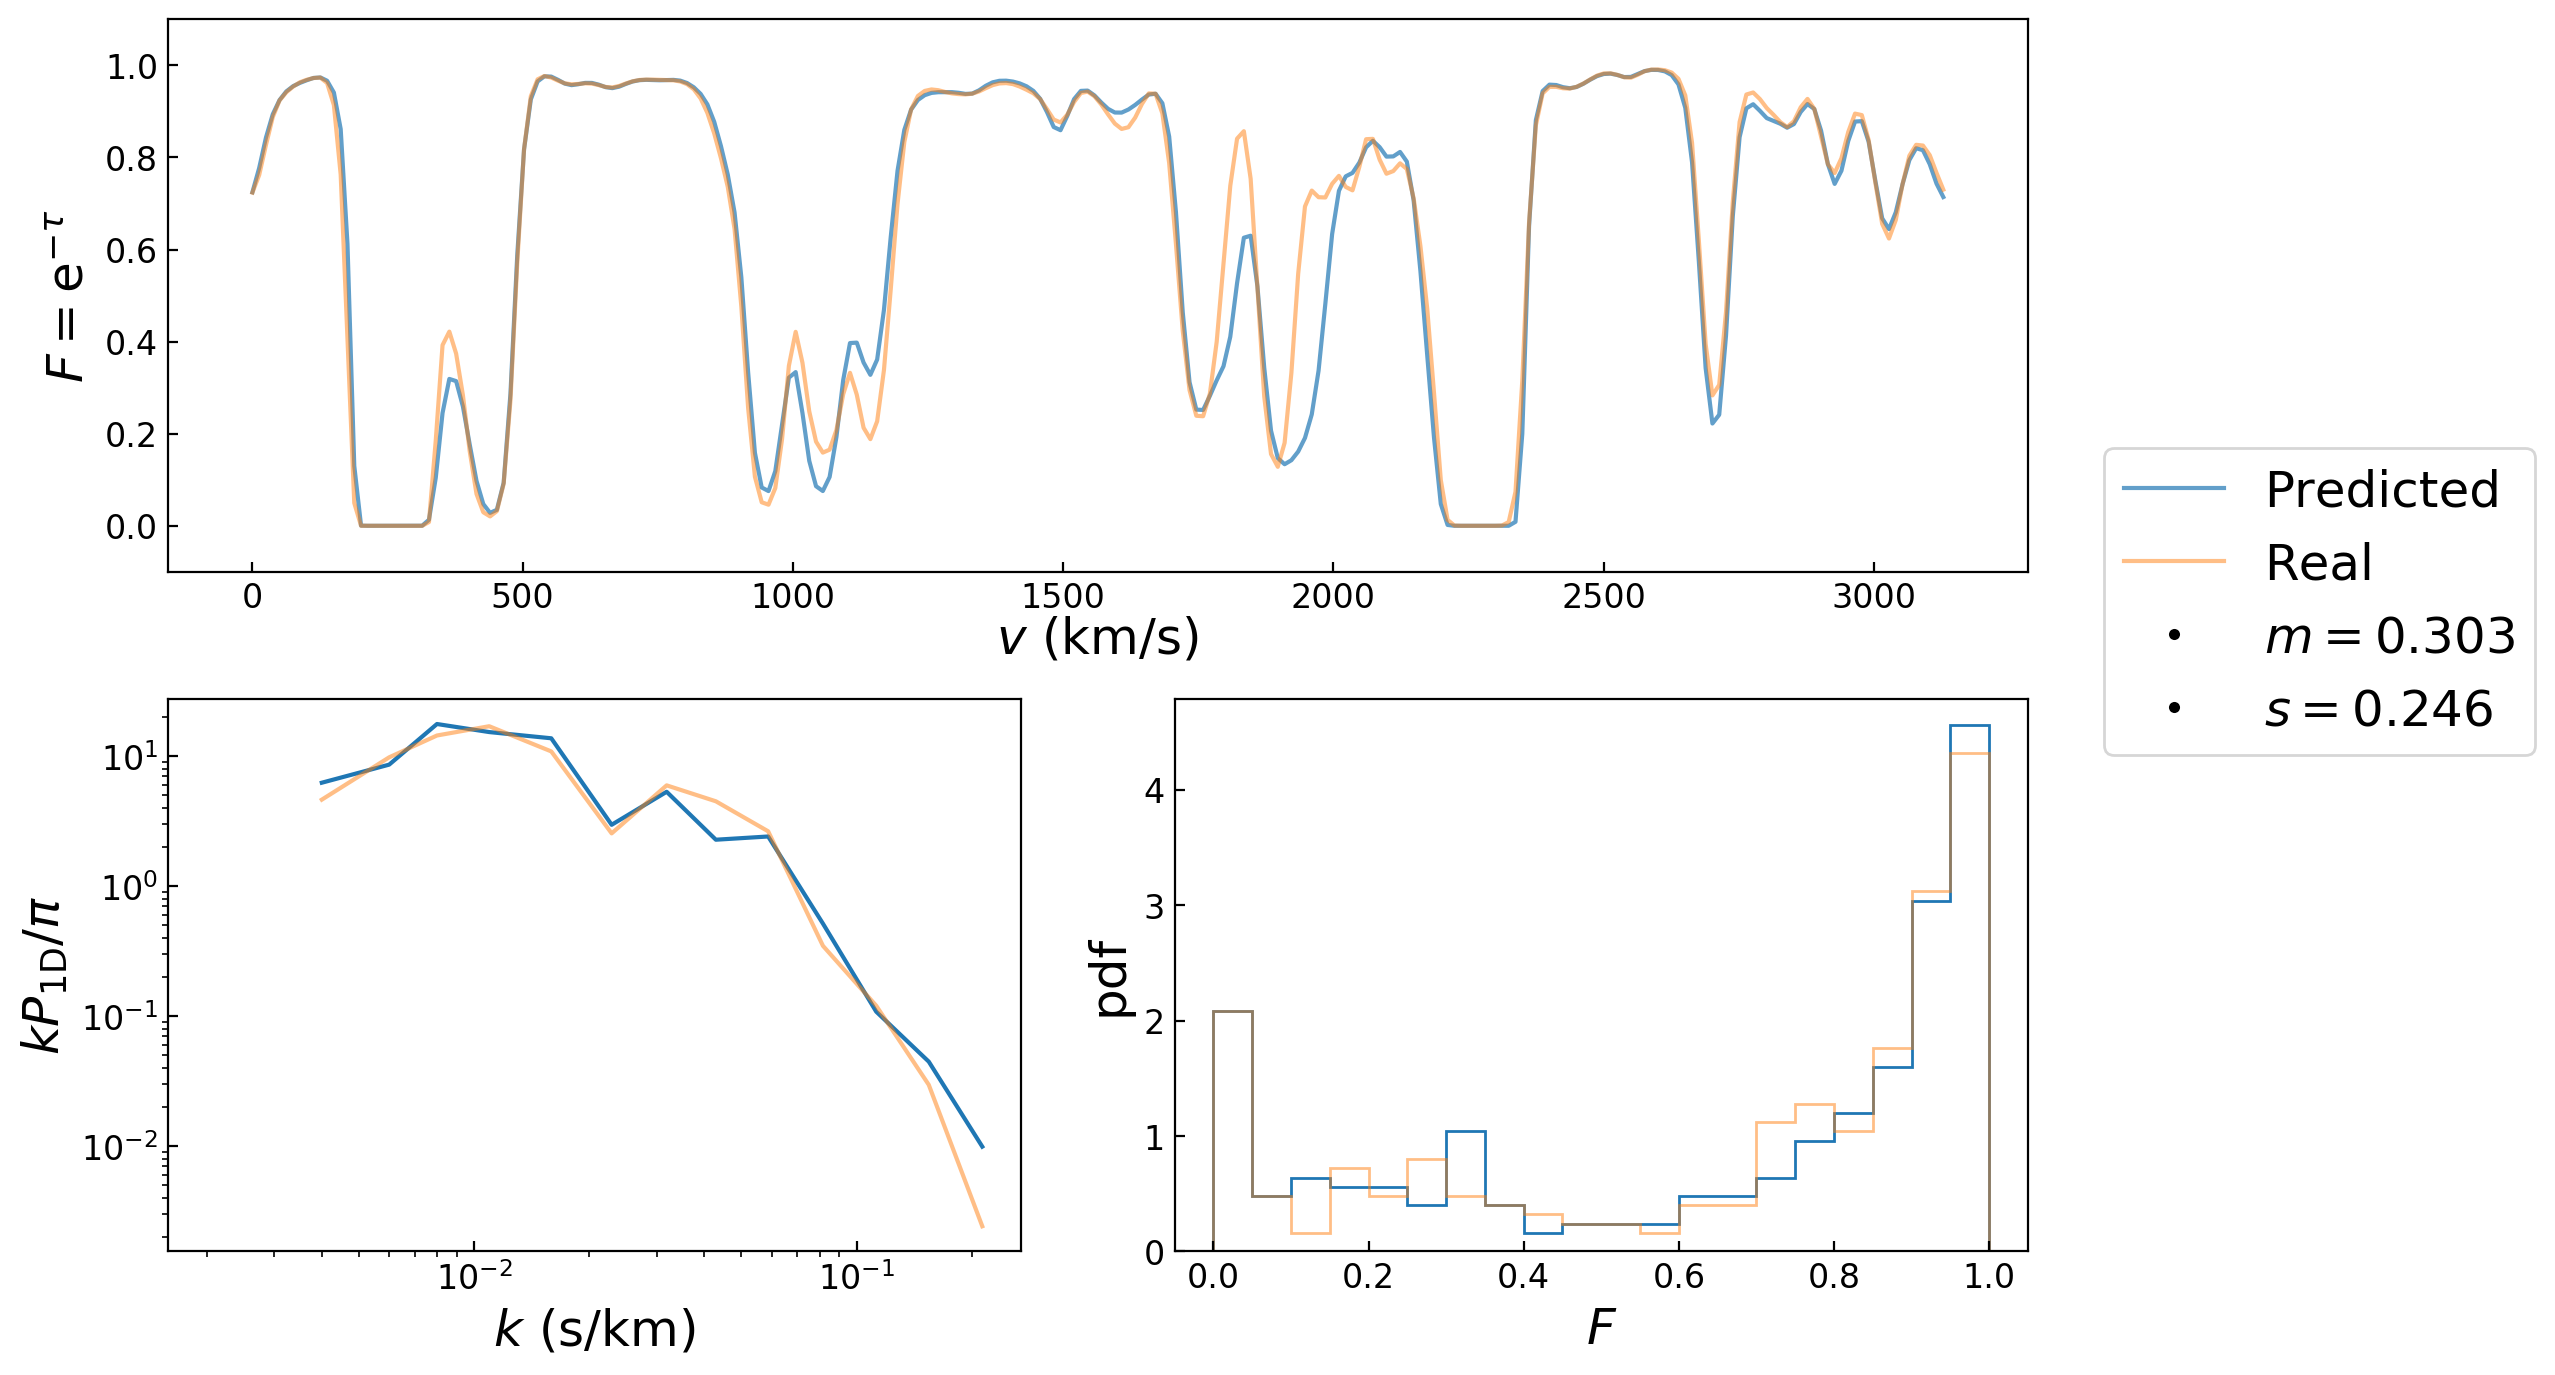 1.0
0.8
0.6
0.4
0.2
0.0
F = e^{−τ}
0 500 1000 1500 2000 2500 3000
v (km/s)
Predicted
Real
m = 0.303
s = 0.246
10^1
10^0
10^{−1}
10^{−2}
kP_{1D}/π
10^{−2} 10^{−1}
k (s/km)
4
3
2
1
0
pdf
0.0 0.2 0.4 0.6 0.8 1.0
F